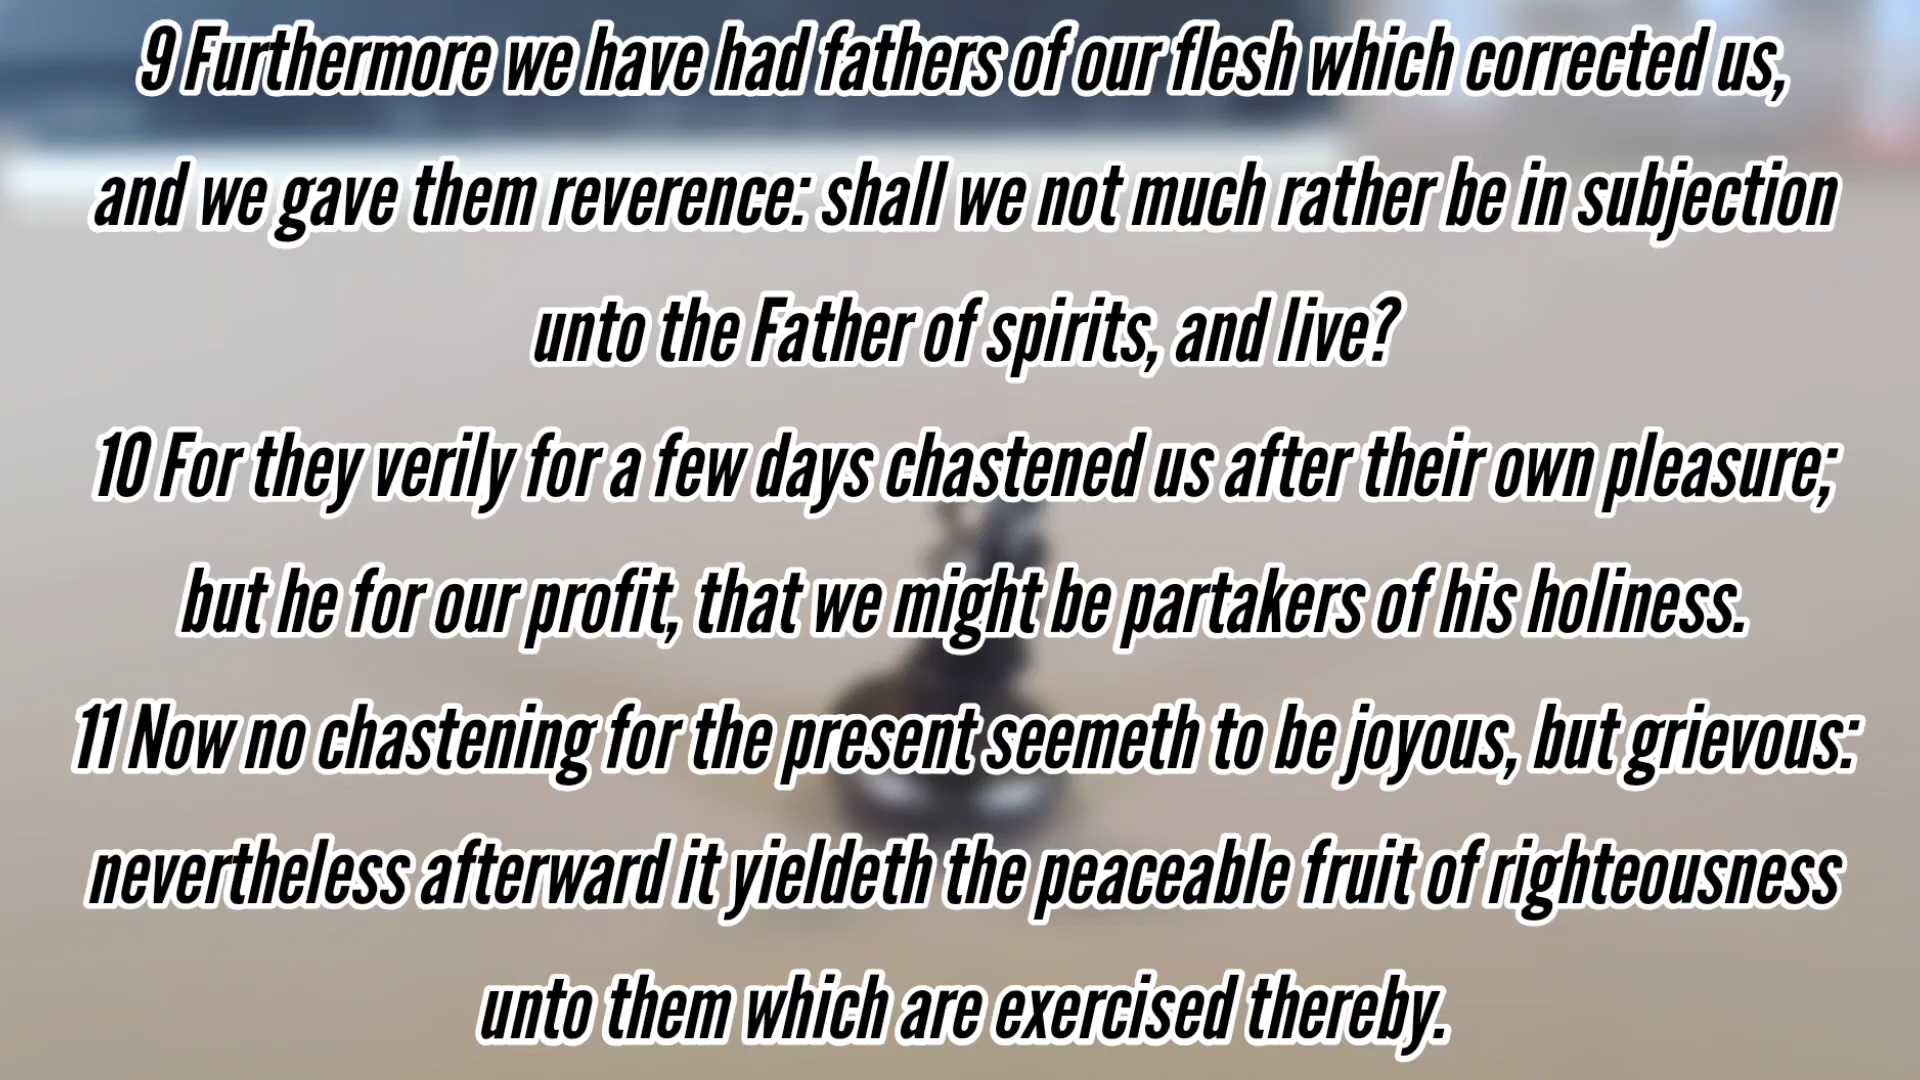 9 Furthermore we have had fathers of our flesh which corrected us,
and we gave them reverence: shall we not much rather be in subjection
unto the Father of spirits, and live?
10 For they verily for a few days chastened us after their own pleasure;
but he for our profit, that we might be partakers of his holiness.
11 Now no chastening for the present seemeth to be joyous, but grievous:
nevertheless afterward it yieldeth the peaceable fruit of righteousness
unto them which are exercised thereby.